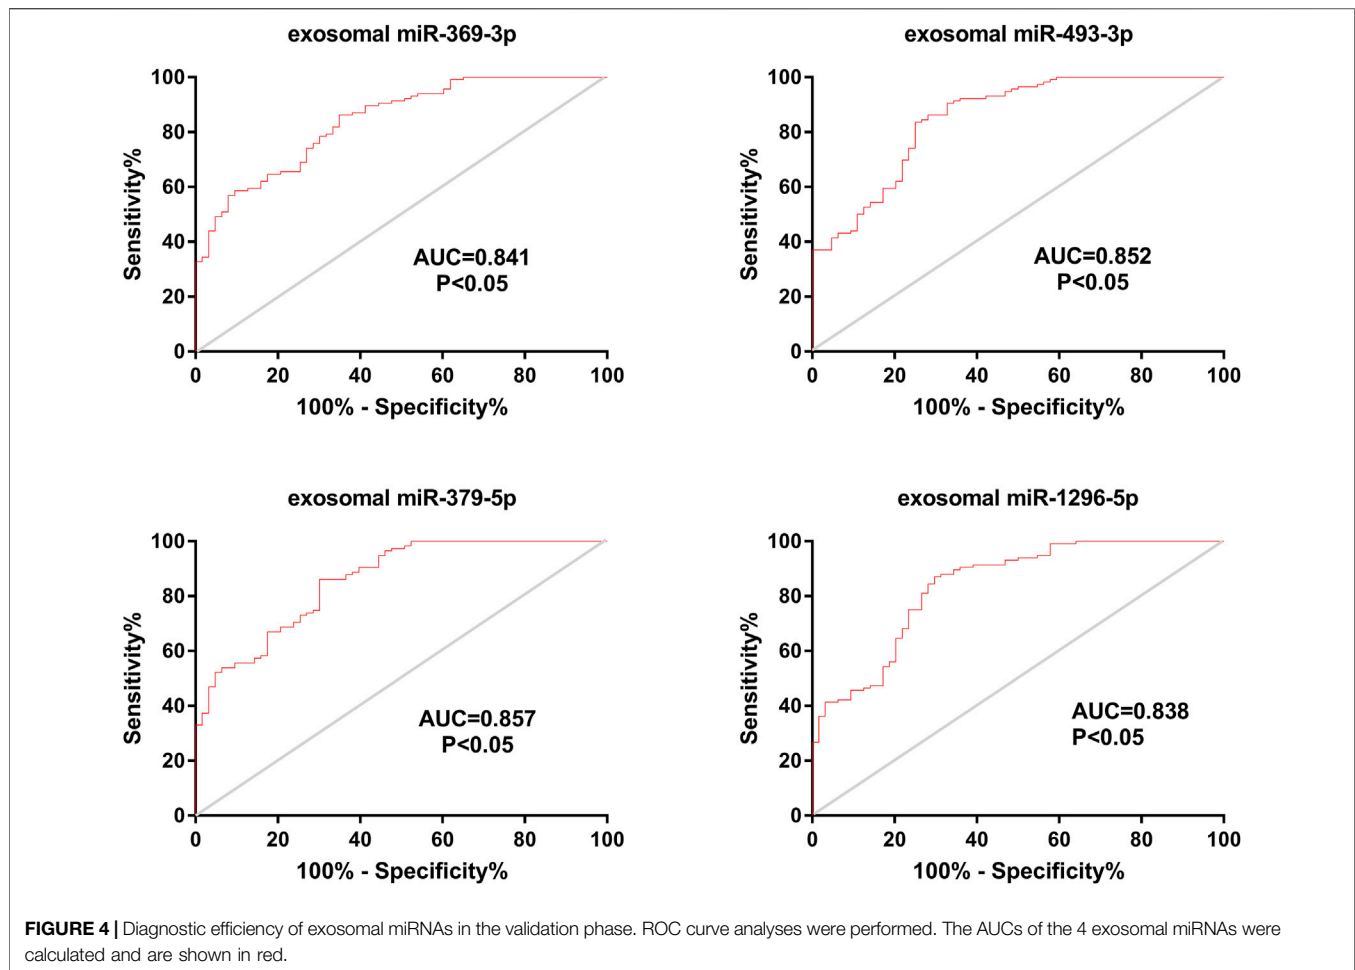 exosomal miR-369-3p
100
80
60
40
20
0
Sensitivity%
AUC=0.841
P<0.05
0 20 40 60 80 100
100% - Specificity%
exosomal miR-493-3p
100
80
60
40
20
0
Sensitivity%
AUC=0.852
P<0.05
0 20 40 60 80 100
100% - Specificity%
exosomal miR-379-5p
100
80
60
40
20
0
Sensitivity%
AUC=0.857
P<0.05
0 20 40 60 80 100
100% - Specificity%
exosomal miR-1296-5p
100
80
60
40
20
0
Sensitivity%
AUC=0.838
P<0.05
0 20 40 60 80 100
100% - Specificity%
FIGURE 4 | Diagnostic efficiency of exosomal miRNAs in the validation phase. ROC curve analyses were performed. The AUCs of the 4 exosomal miRNAs were
calculated and are shown in red.